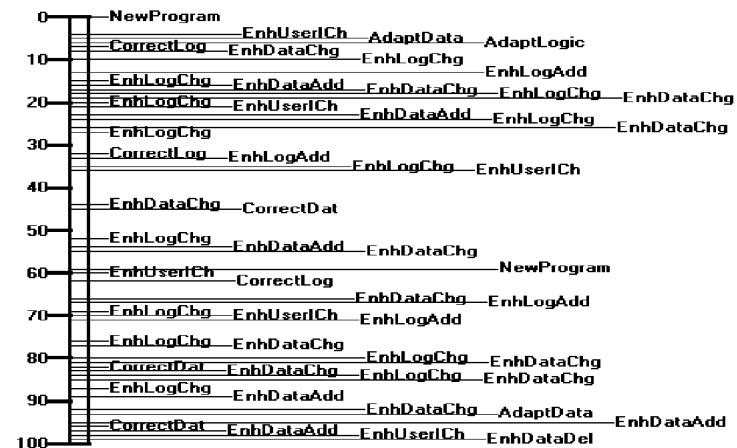 0 NewProgram
EnhUserICh AdaptData AdaptLogic
CorrectLog EnhDataChg
10 EnhLogChg
EnhLogAdd
EnhLogChg EnhDataAdd EnhDataChg EnhLogChg EnhDataChg
20 EnhLogChg EnhUserICh
EnhDataAdd EnhLogChg EnhDataChg
EnhLogChg
30
CorrectLog EnhLogAdd
EnhLogChg EnhUserICh
40
EnhDataChg CorrectDat
50
EnhLogChg EnhDataAdd EnhDataChg
60 EnhUserICh NewProgram
CorrectLog
EnhDataChg EnhLogAdd
70 EnhLogChg EnhUserICh EnhLogAdd
EnhLogChg EnhDataChg
80 EnhLogChg EnhDataChg
CorrectDat EnhDataChg EnhLogChg EnhDataChg
EnhLogChg EnhDataAdd
90
EnhDataChg AdaptData EnhDataAdd
CorrectDat EnhDataAdd EnhUserICh EnhDataDel
100